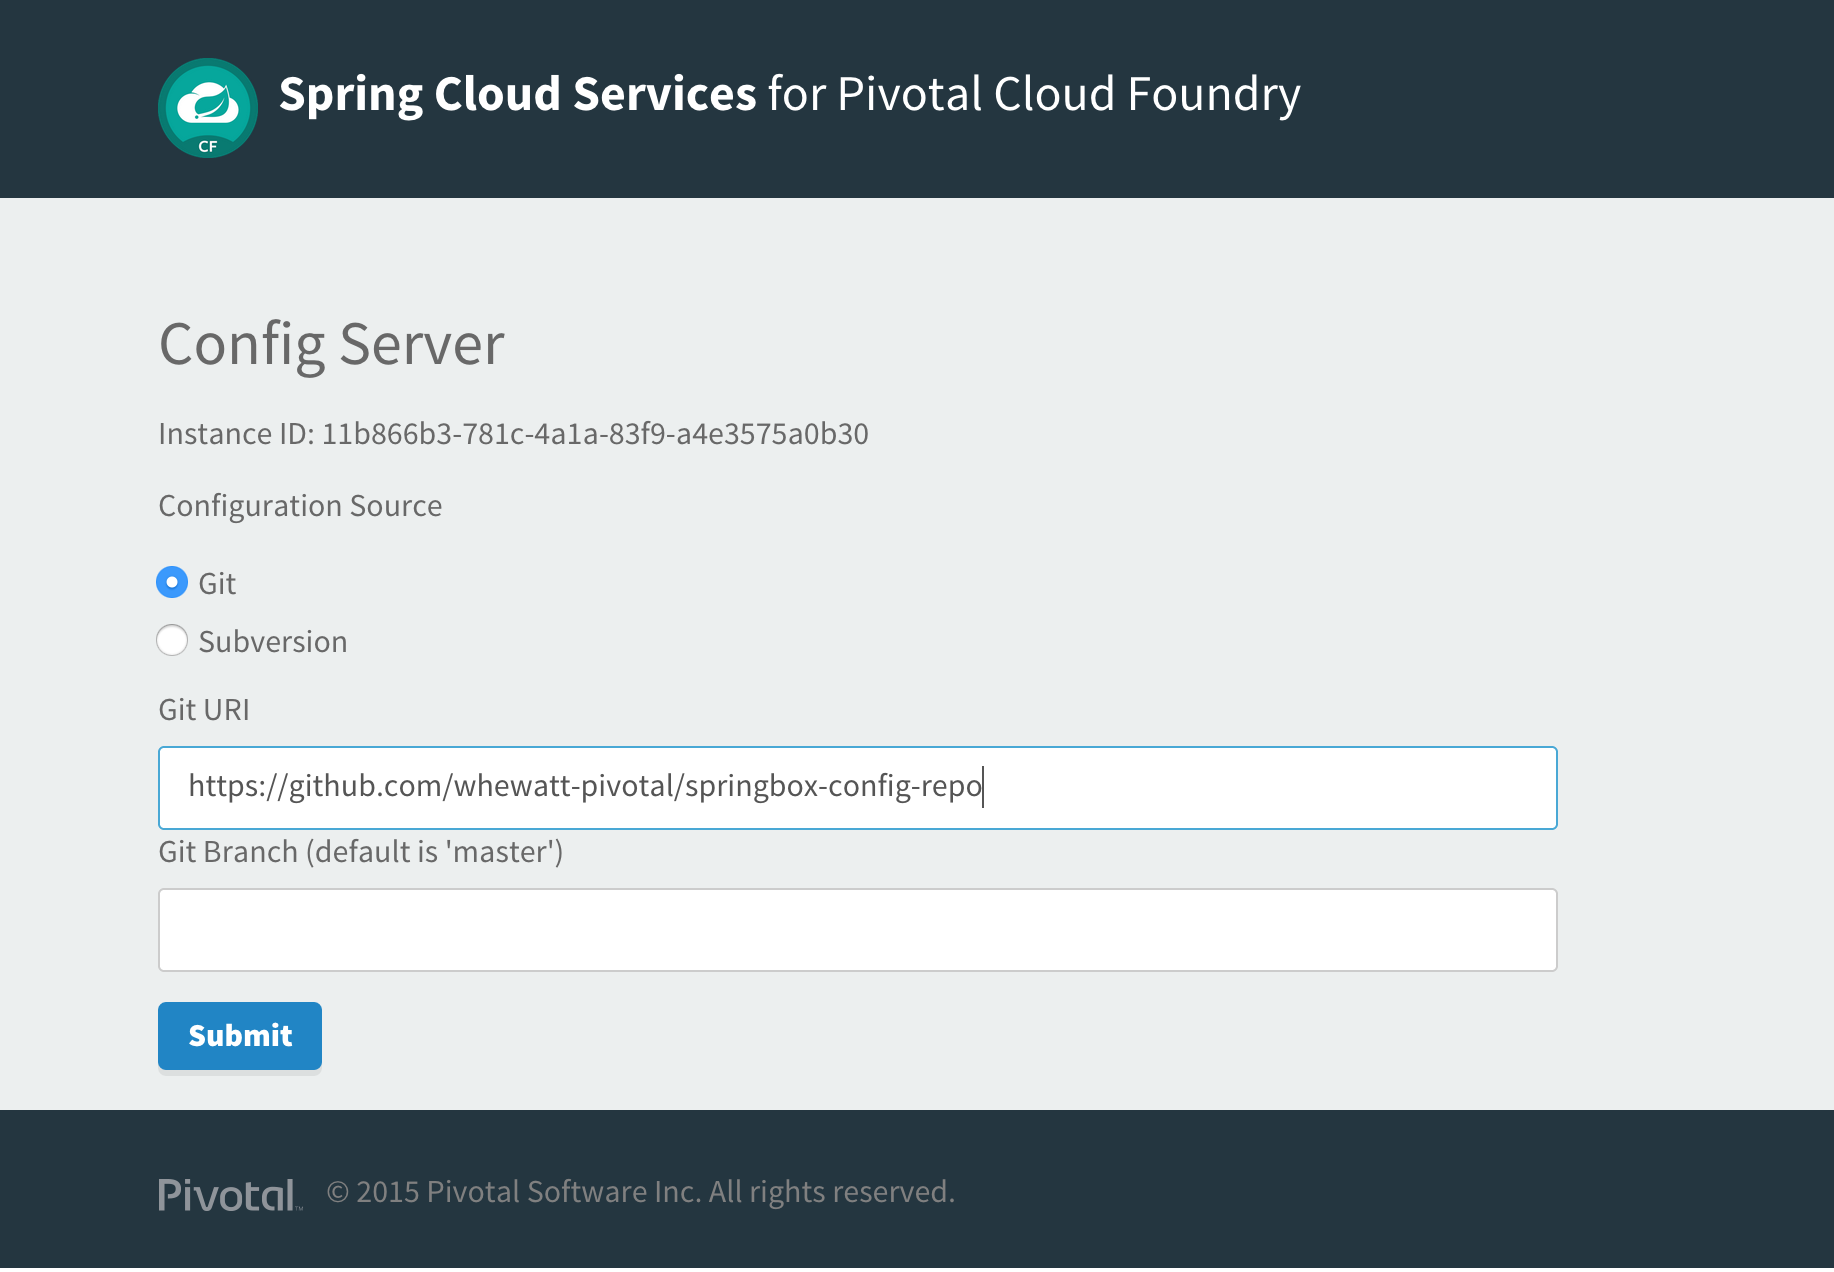 Spring Cloud Services for Pivotal Cloud Foundry
CF
Config Server
Instance ID: 11b866b3-781c-4a1a-83f9-a4e3575a0b30
Configuration Source
Git
Subversion
Git URI
https://github.com/whewatt-pivotal/springbox-config-repo
Git Branch (default is 'master')
Submit
Pivotal™ © 2015 Pivotal Software Inc. All rights reserved.